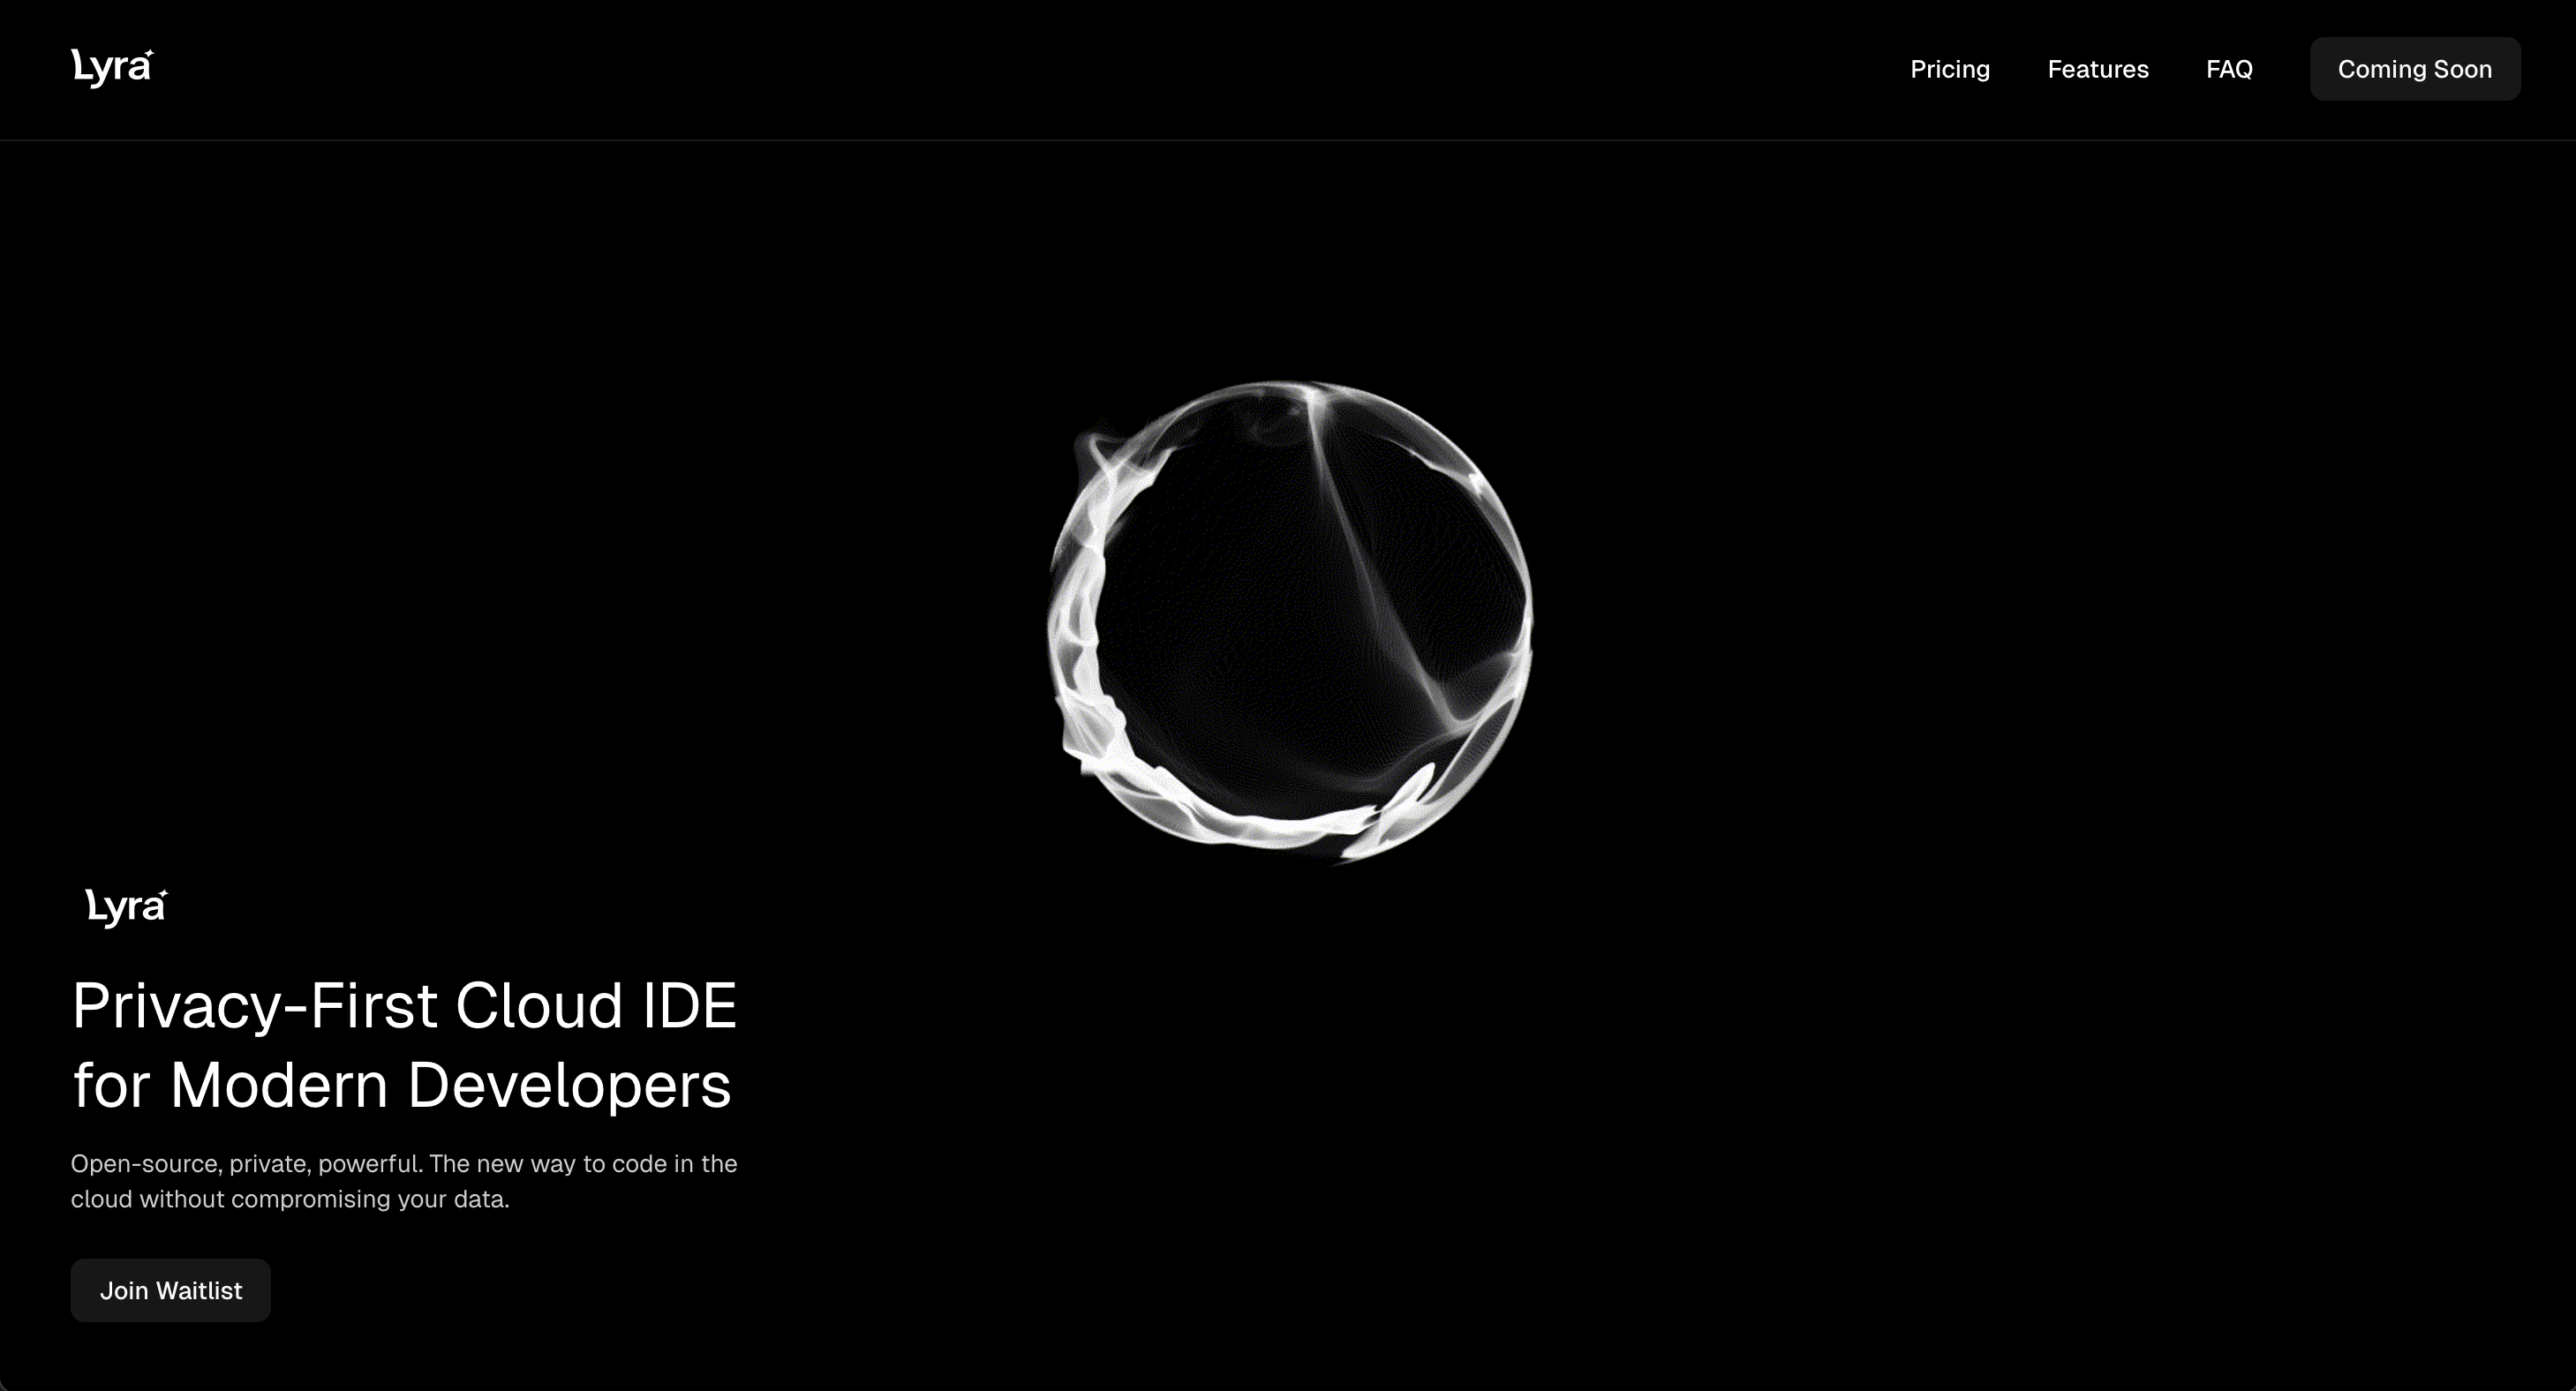 Lyra
Pricing
Features
FAQ
Coming Soon
Lyra
Privacy-First Cloud IDE
for Modern Developers
Open-source, private, powerful. The new way to code in the
cloud without compromising your data.
Join Waitlist